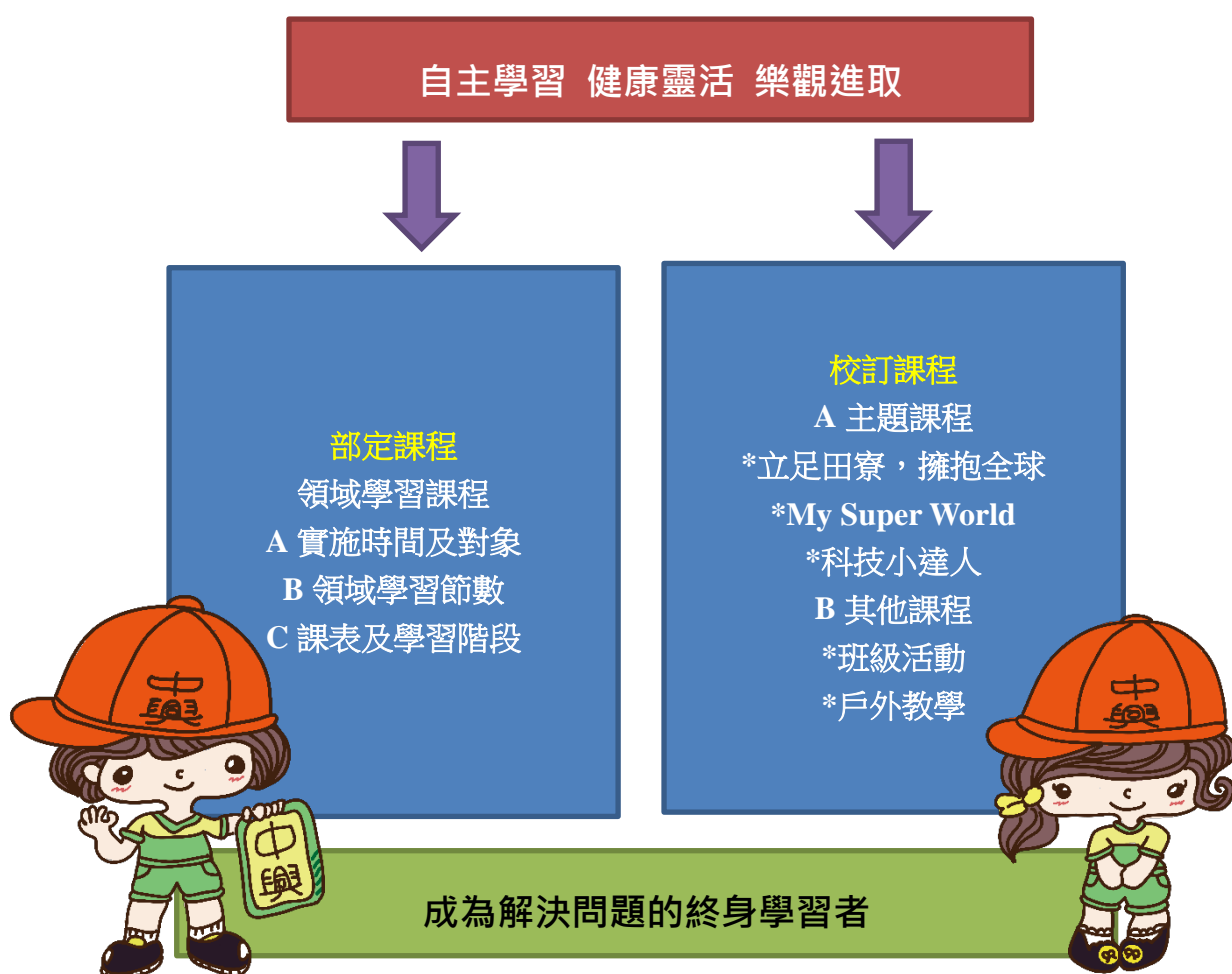 自主學習 健康靈活 樂觀進取
部定課程
領域學習課程
A 實施時間及對象
B 領域學習節數
C 課表及學習階段
校訂課程
A 主題課程
*立足田寮，擁抱全球
*My Super World
*科技小達人
B 其他課程
*班級活動
*戶外教學
中興
中興
中興
成為解決問題的終身學習者